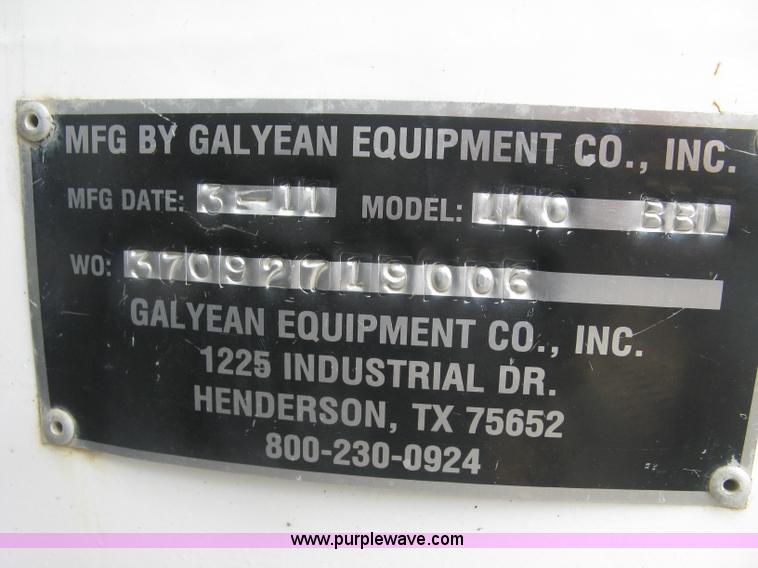 MFG BY GALYEAN EQUIPMENT CO., INC.
MFG DATE: 3-11 MODEL: 110 BBL
WO: 37092719006
GALYEAN EQUIPMENT CO., INC.
1225 INDUSTRIAL DR.
HENDERSON, TX 75652
800-230-0924
www.purplewave.com